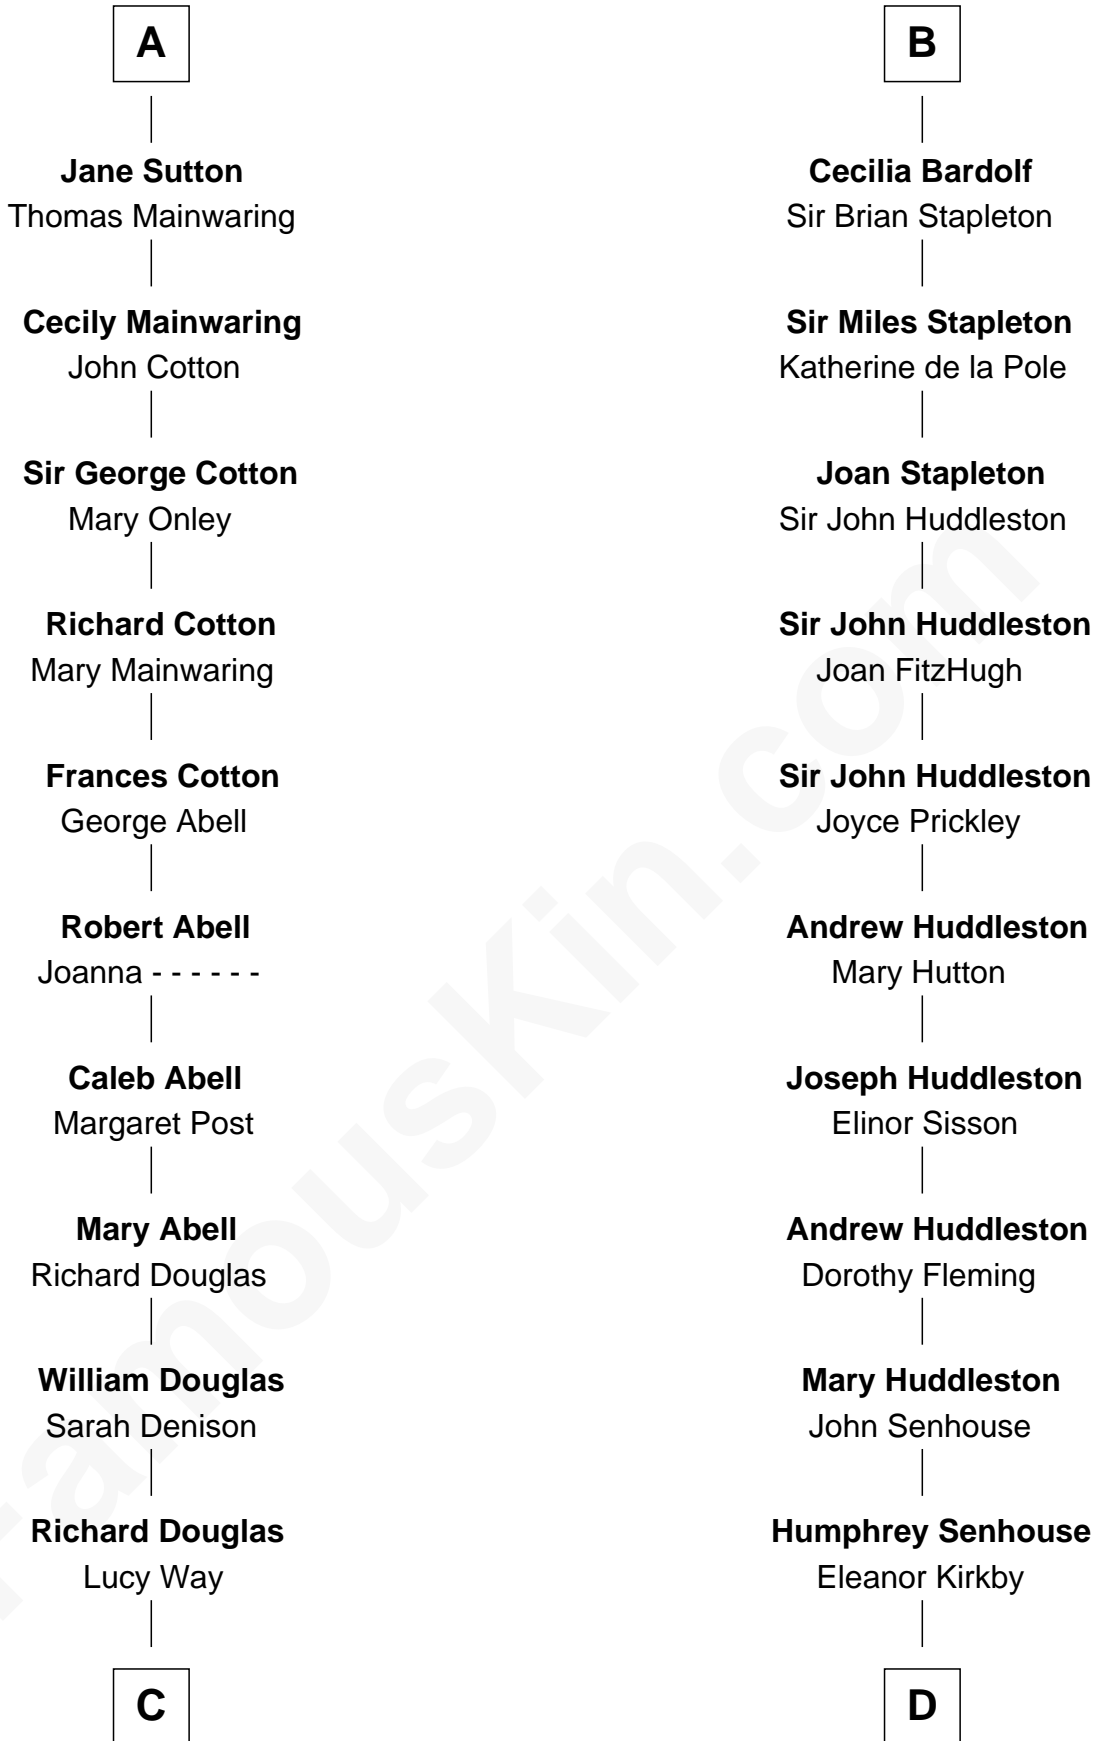 A
Jane Sutton
Thomas Mainwaring
Cecily Mainwaring
John Cotton
Sir George Cotton
Mary Onley
Richard Cotton
Mary Mainwaring
Frances Cotton
George Abell
Robert Abell
Joanna - - - - - -
Caleb Abell
Margaret Post
Mary Abell
Richard Douglas
William Douglas
Sarah Denison
Richard Douglas
Lucy Way
C
B
Cecilia Bardolf
Sir Brian Stapleton
Sir Miles Stapleton
Katherine de la Pole
Joan Stapleton
Sir John Huddleston
Sir John Huddleston
Joan FitzHugh
Sir John Huddleston
Joyce Prickley
Andrew Huddleston
Mary Hutton
Joseph Huddleston
Elinor Sisson
Andrew Huddleston
Dorothy Fleming
Mary Huddleston
John Senhouse
Humphrey Senhouse
Eleanor Kirkby
D
FamousKin.com